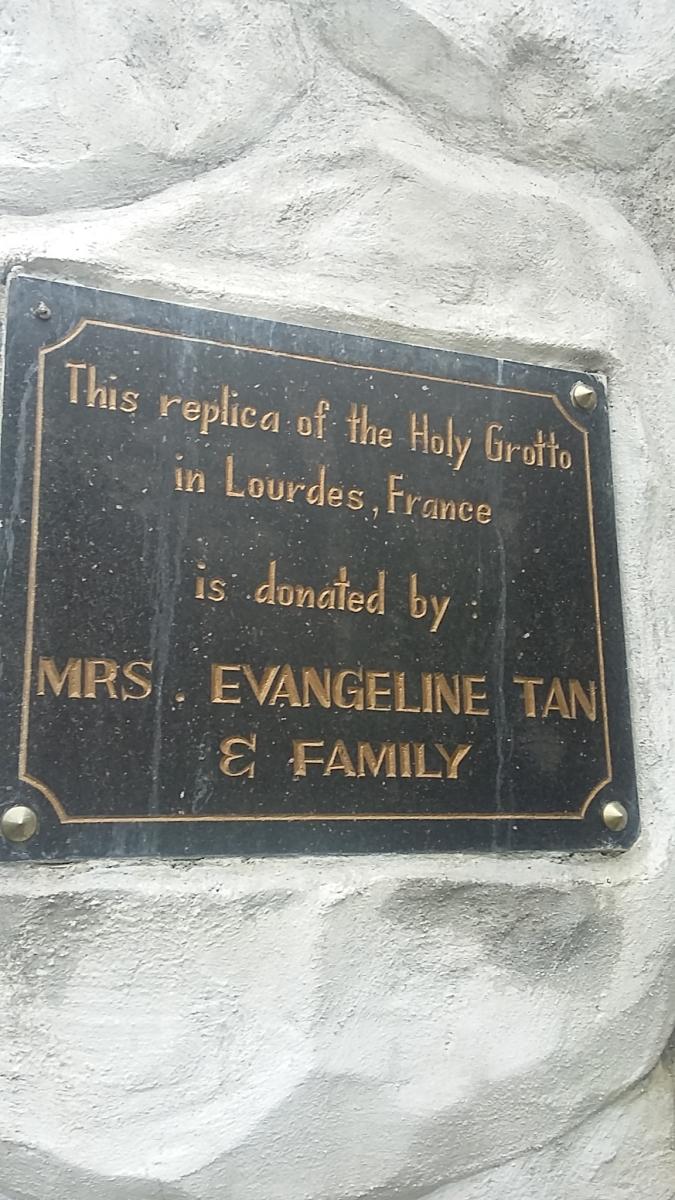 This replica of the Holy Grotto
in Lourdes, France
is donated by :
MRS. EVANGELINE TAN
& FAMILY